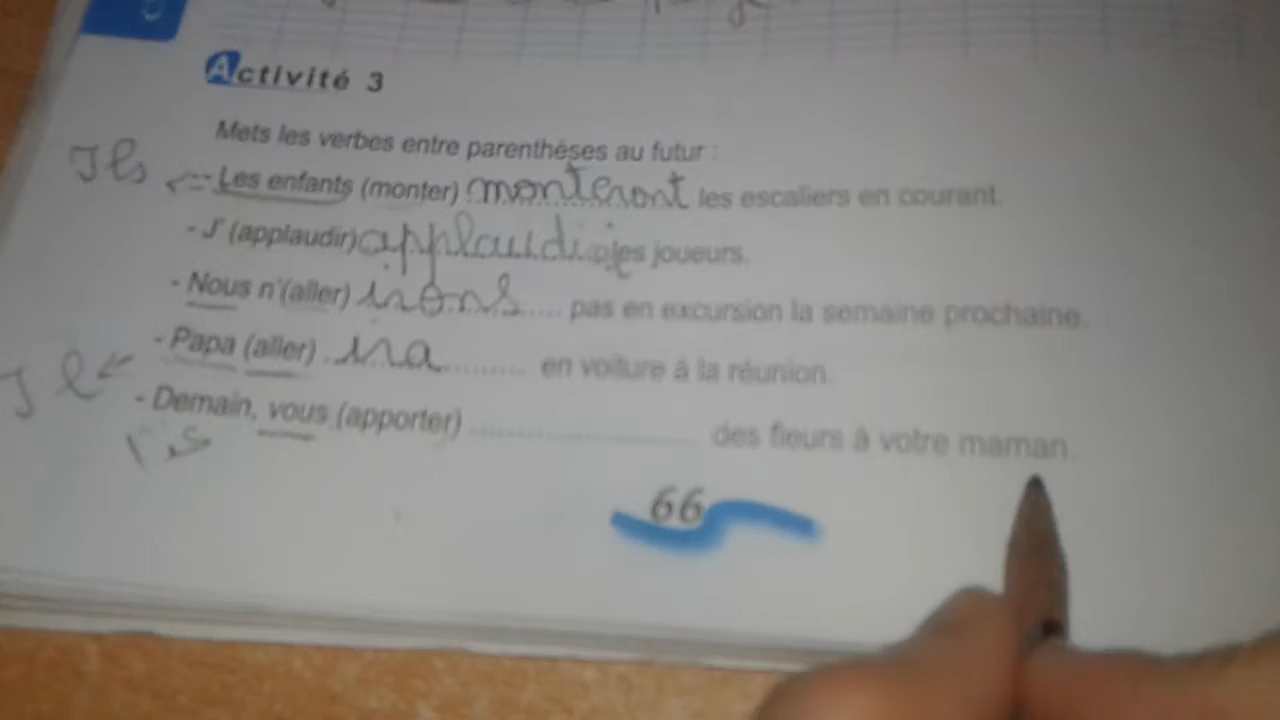 Activité 3
Mets les verbes entre parenthèses au futur :
Ils ← - Les enfants (monter) monteront les escaliers en courant.
- J' (applaudir) les joueurs.
- Nous n'(aller) irons pas en excursion la semaine prochaine.
- Papa (aller) ira en voiture à la réunion.
Il ←
- Demain, vous (apporter) des fleurs à votre maman.
66